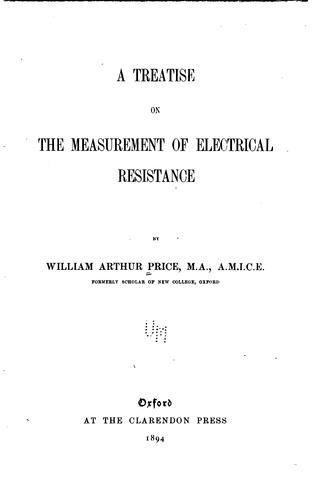 A TREATISE
ON
THE MEASUREMENT OF ELECTRICAL
RESISTANCE
BY
WILLIAM ARTHUR PRICE, M.A., A.M.I.C.E.
FORMERLY SCHOLAR OF NEW COLLEGE, OXFORD
UM
Oxford
AT THE CLARENDON PRESS
1894